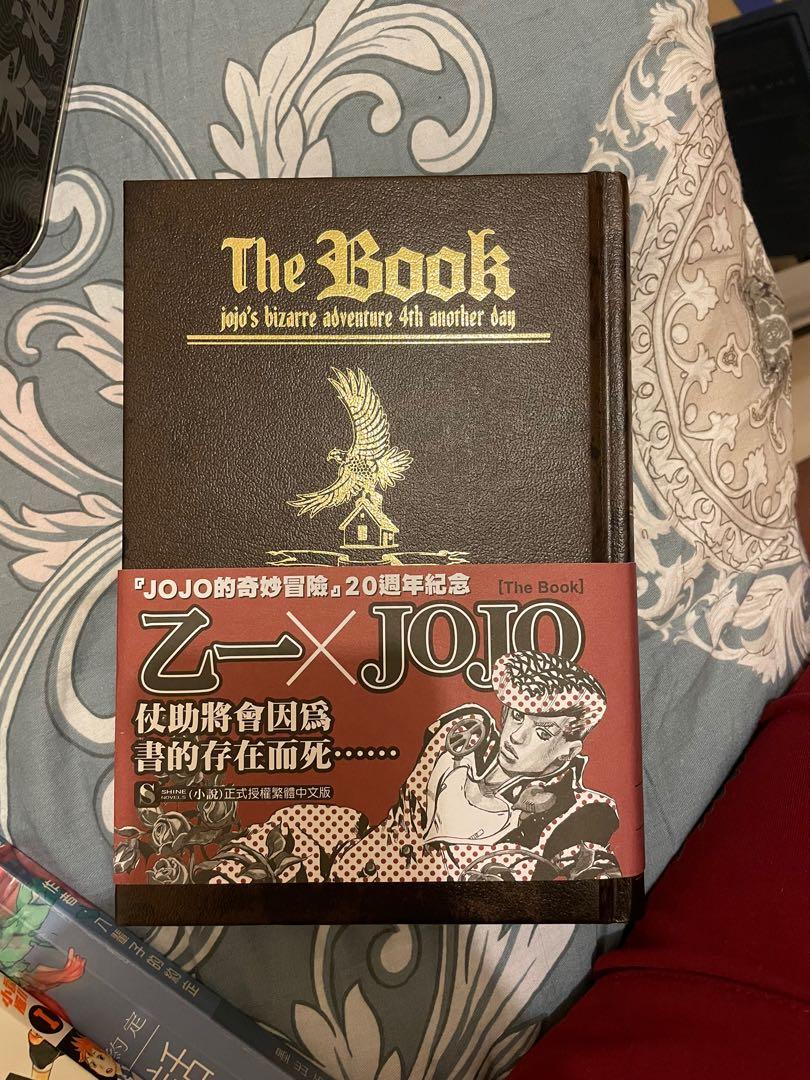 The Book
jojo's bizarre adventure 4th another day
『JOJO的奇妙冒險』20週年紀念
[The Book]
乙一×JOJO
仗助將會因爲
書的存在而死……
S SHINE NOVELS (小說) 正式授權繁體中文版
1